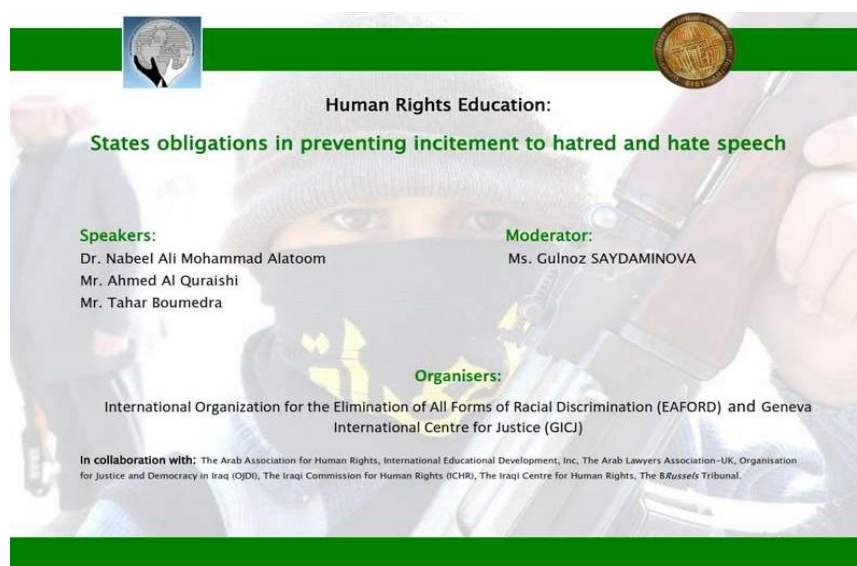 Human Rights Education:
States obligations in preventing incitement to hatred and hate speech
Speakers:
Dr. Nabeel Ali Mohammad Alatoom
Mr. Ahmed Al Quraishi
Mr. Tahar Boumedra
Moderator:
Ms. Gulnoz SAYDAMINOVA
Organisers:
International Organization for the Elimination of All Forms of Racial Discrimination (EAFORD) and Geneva
International Centre for Justice (GICJ)
In collaboration with: The Arab Association for Human Rights, International Educational Development, Inc, The Arab Lawyers Association-UK, Organisation
for Justice and Democracy in Iraq (OJDI), The Iraqi Commission for Human Rights (ICHR), The Iraqi Centre for Human Rights, The BRussels Tribunal.